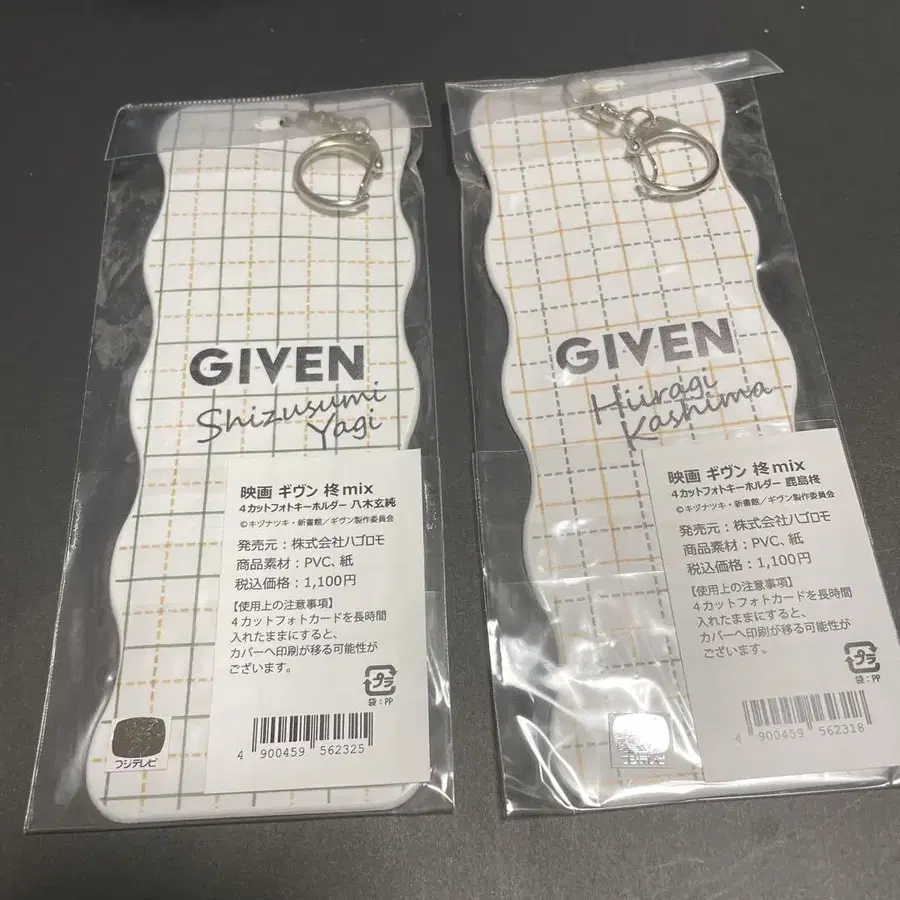 GIVEN
Shizusumi
Yagi
映画 ギヴン 柊mix
4カットフォトキーホルダー 八木玄純
©キヅナツキ・新書館／ギヴン製作委員会
発売元：株式会社ハゴロモ
商品素材：PVC、紙
税込価格：1,100円
【使用上の注意事項】
4カットフォトカードを長時間
入れたままにすると、
カバーへ印刷が移る可能性が
ございます。
プラ
袋：PP
4 900459 562325
フジテレビ
GIVEN
Hiiragi
Kashima
映画 ギヴン 柊mix
4カットフォトキーホルダー 鹿島柊
©キヅナツキ・新書館／ギヴン製作委員会
発売元：株式会社ハゴロモ
商品素材：PVC、紙
税込価格：1,100円
【使用上の注意事項】
4カットフォトカードを長時間
入れたままにすると、
カバーへ印刷が移る可能性が
ございます。
プラ
袋：PP
4 900459 562318
フジテレビ